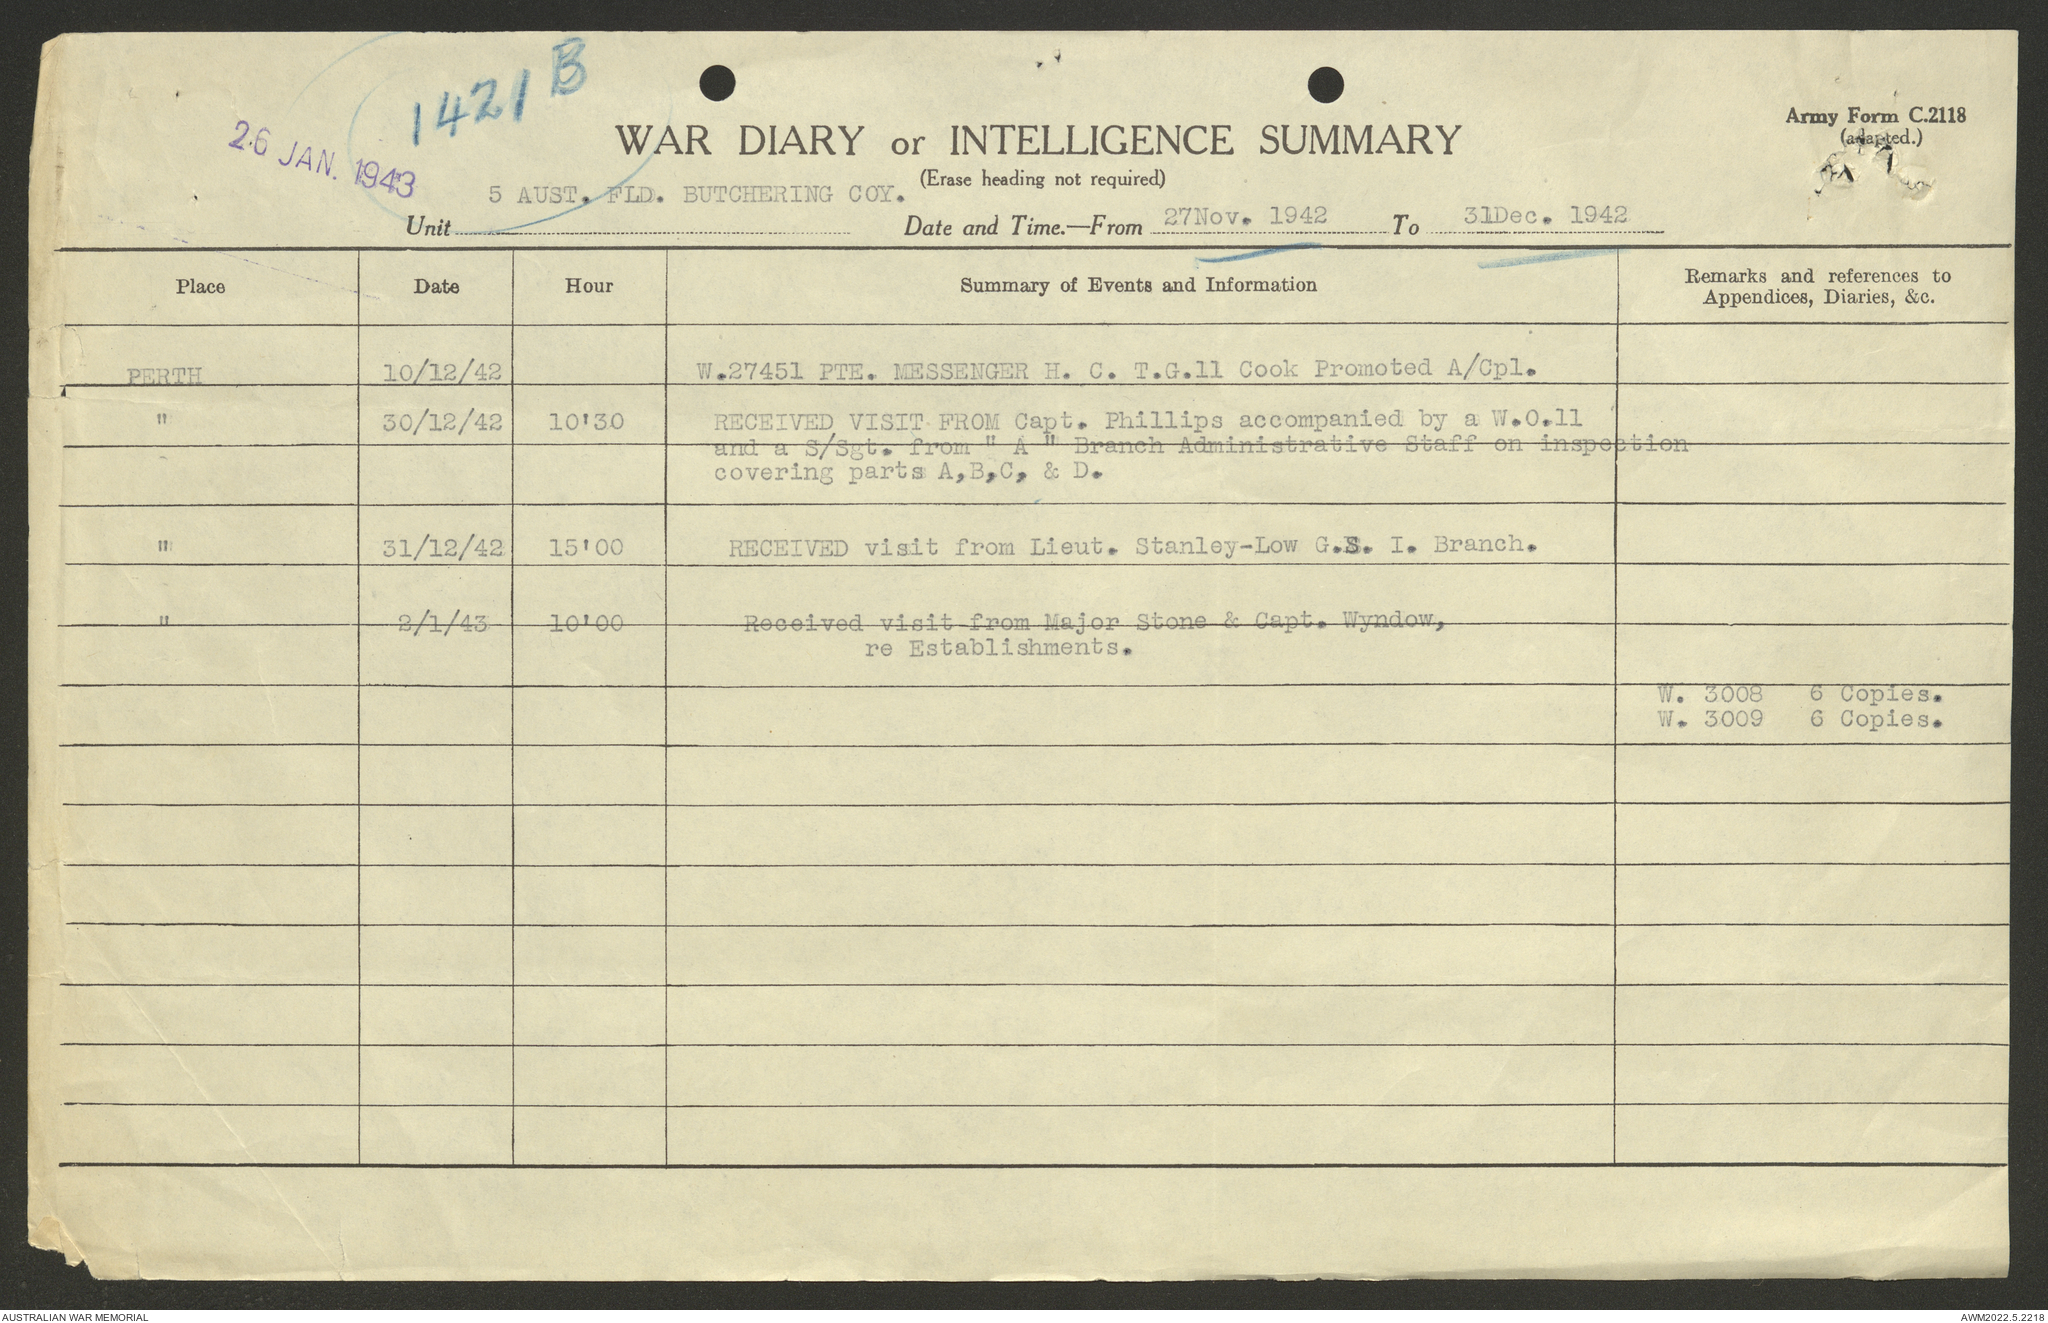 1421 B
26 JAN. 1943
Army Form C.2118
(adapted.)
WAR DIARY or INTELLIGENCE SUMMARY
(Erase heading not required)
Unit 5 AUST. FLD. BUTCHERING COY. Date and Time.—From 27Nov. 1942 To 31Dec. 1942
Place Date Hour Summary of Events and Information Remarks and references to
Appendices, Diaries, &c.
PERTH 10/12/42 W.27451 PTE. MESSENGER H. C. T.G.11 Cook Promoted A/Cpl.
" 30/12/42 10'30 RECEIVED VISIT FROM Capt. Phillips accompanied by a W.O.11
and a S/Sgt. from " A " Branch Administrative Staff on inspection
covering parts A,B,C, & D.
" 31/12/42 15'00 RECEIVED visit from Lieut. Stanley-Low G.S. I. Branch.
" 2/1/43 10'00 Received visit from Major Stone & Capt. Wyndow,
re Establishments.
W. 3008 6 Copies.
W. 3009 6 Copies.
AUSTRALIAN WAR MEMORIAL AWM2022.5.2218